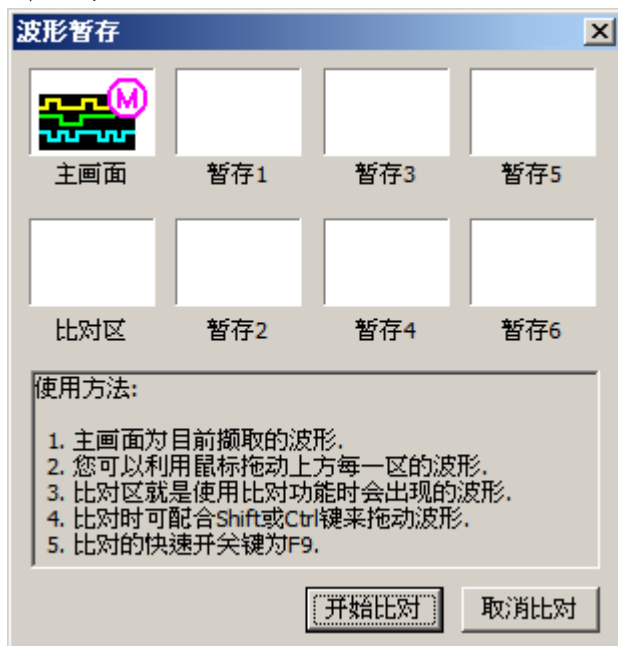 波形暂存
M
主画面 暂存1 暂存3 暂存5
比对区 暂存2 暂存4 暂存6
使用方法:
1. 主画面为目前撷取的波形.
2. 您可以利用鼠标拖动上方每一区的波形.
3. 比对区就是使用比对功能时会出现的波形.
4. 比对时可配合Shift或Ctrl键来拖动波形.
5. 比对的快速开关键为F9.
开始比对 取消比对